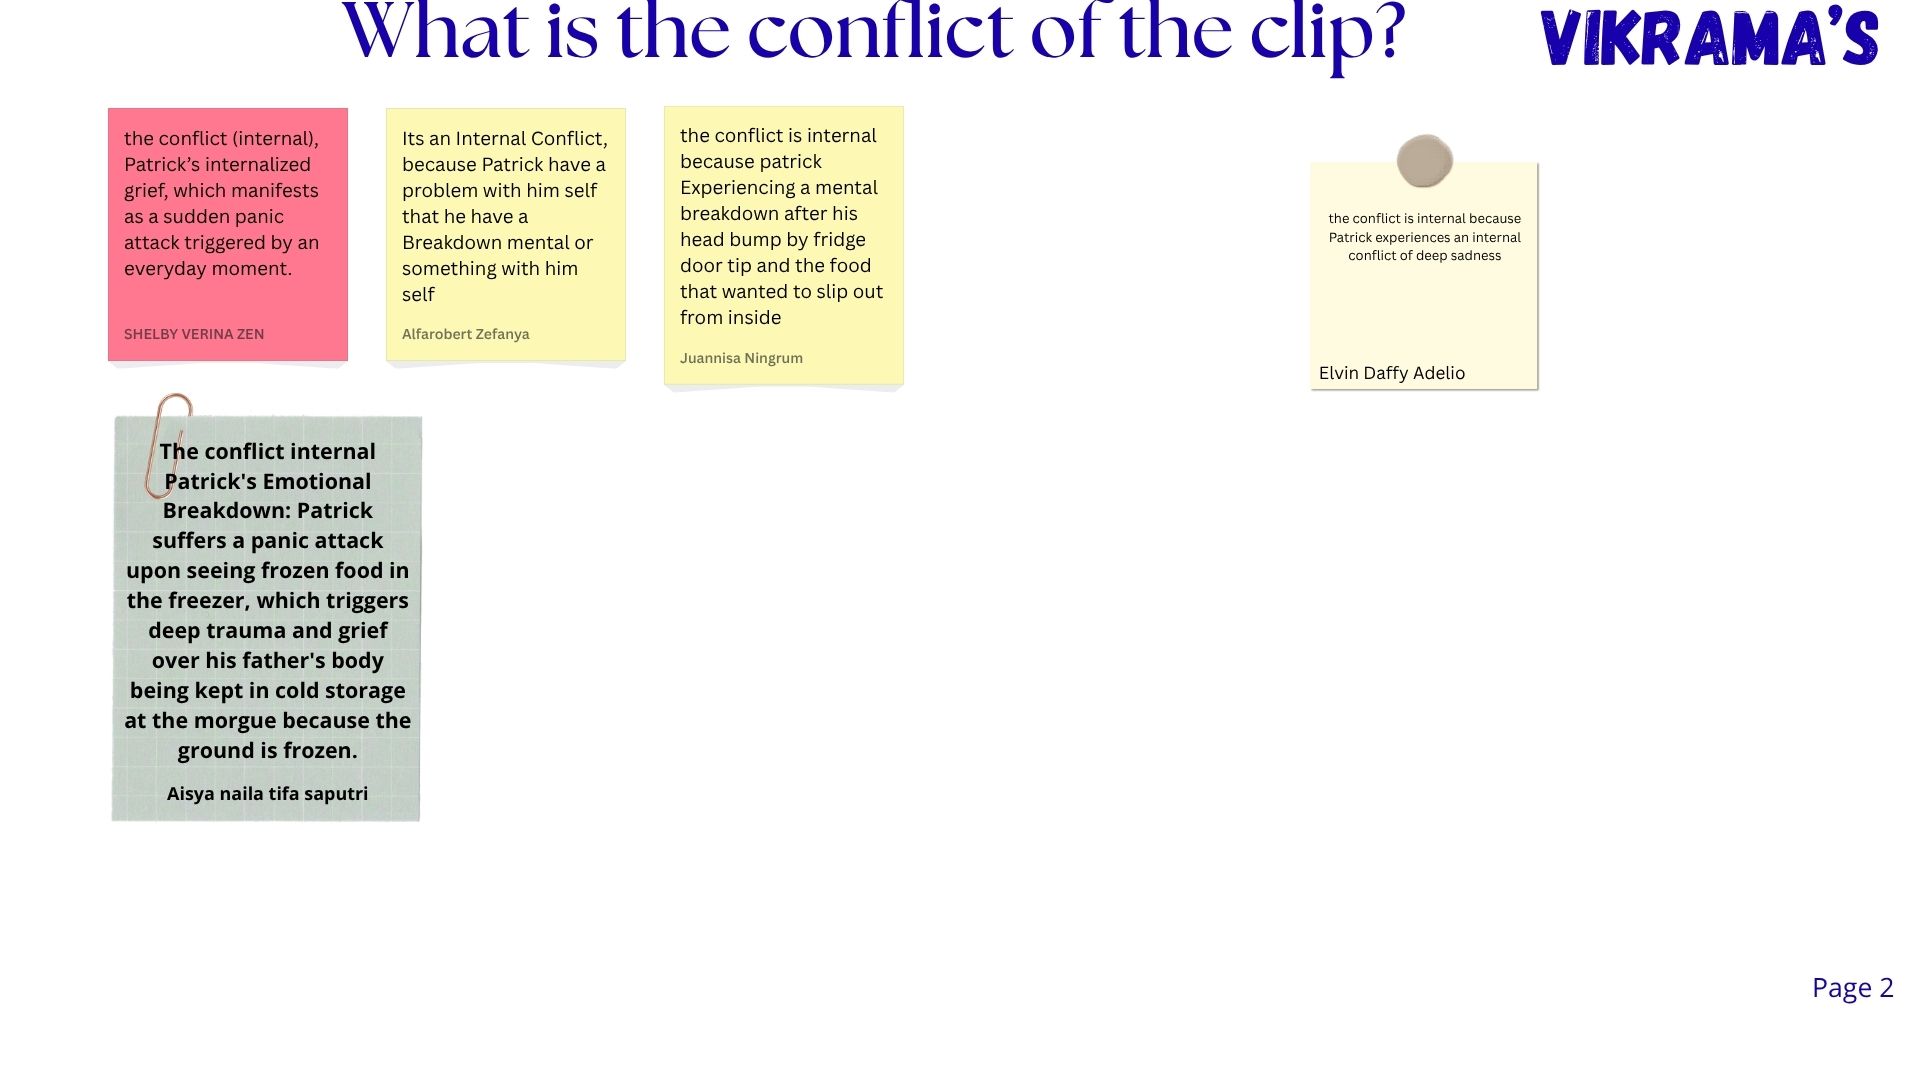 What is the conflict of the clip?
VIKRAMA'S
the conflict (internal),
Patrick’s internalized
grief, which manifests
as a sudden panic
attack triggered by an
everyday moment.
SHELBY VERINA ZEN
Its an Internal Conflict,
because Patrick have a
problem with him self
that he have a
Breakdown mental or
something with him
self
Alfarobert Zefanya
the conflict is internal
because patrick
Experiencing a mental
breakdown after his
head bump by fridge
door tip and the food
that wanted to slip out
from inside
Juannisa Ningrum
the conflict is internal because
Patrick experiences an internal
conflict of deep sadness
Elvin Daffy Adelio
The conflict internal
Patrick's Emotional
Breakdown: Patrick
suffers a panic attack
upon seeing frozen food in
the freezer, which triggers
deep trauma and grief
over his father's body
being kept in cold storage
at the morgue because the
ground is frozen.
Aisya naila tifa saputri
Page 2